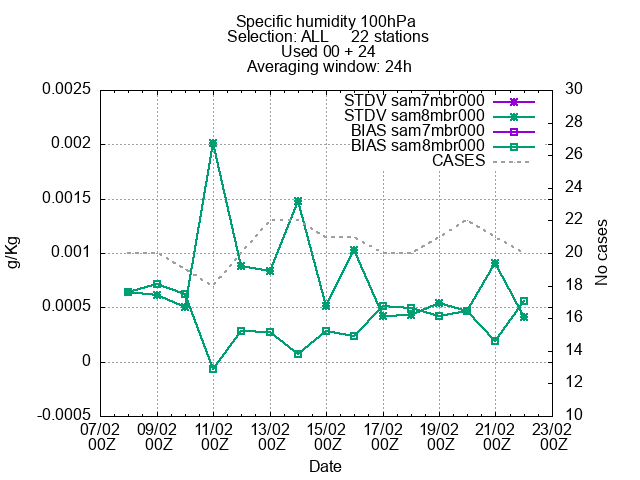 Specific humidity 100hPa
Selection: ALL     22 stations
Used 00 + 24
Averaging window: 24h
0.0025
0.002
0.0015
0.001
0.0005
0
-0.0005
g/Kg
STDV sam7mbr000
STDV sam8mbr000
BIAS sam7mbr000
BIAS sam8mbr000
CASES
30
28
26
24
22
20
18
16
14
12
10
No cases
07/02 09/02 11/02 13/02 15/02 17/02 19/02 21/02 23/02
00Z 00Z 00Z 00Z 00Z 00Z 00Z 00Z 00Z
Date